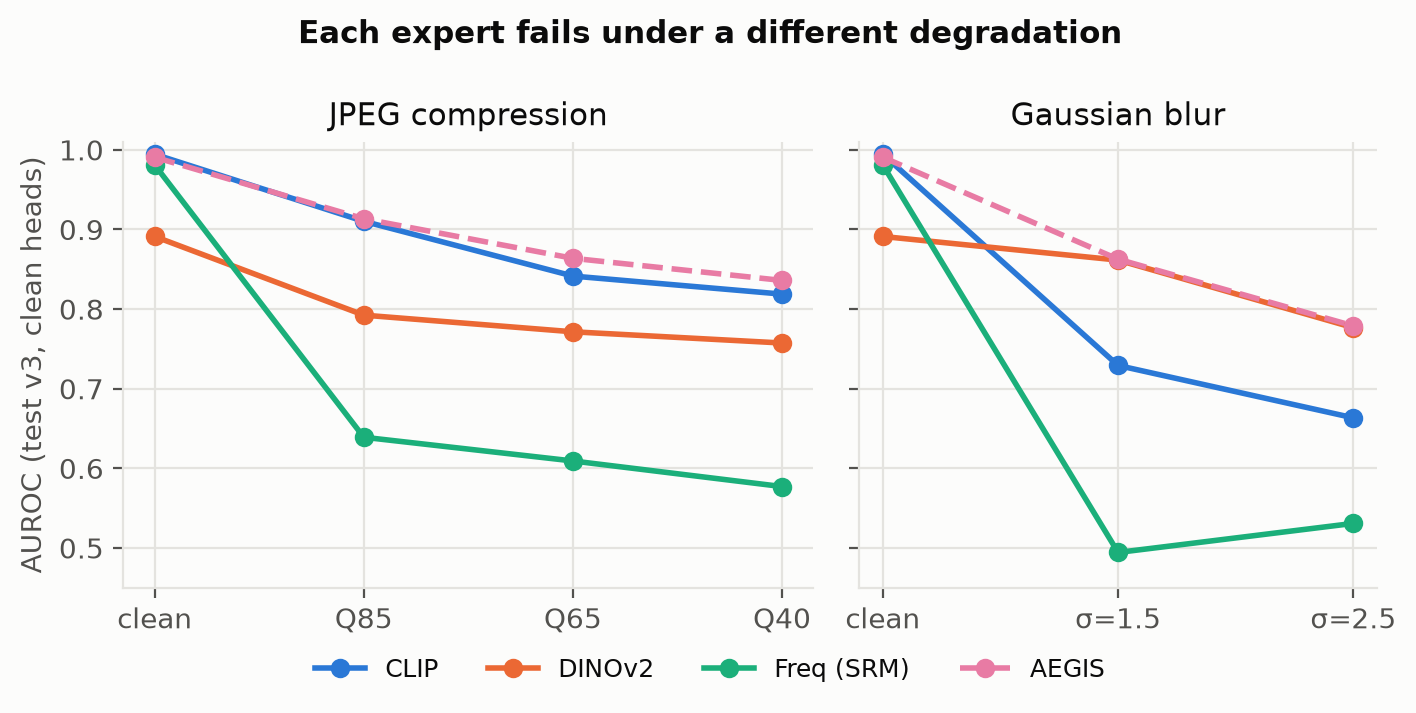 Each expert fails under a different degradation
JPEG compression
Gaussian blur
AUROC (test v3, clean heads)
1.0
0.9
0.8
0.7
0.6
0.5
clean Q85 Q65 Q40
clean σ=1.5 σ=2.5
CLIP DINOv2 Freq (SRM) AEGIS